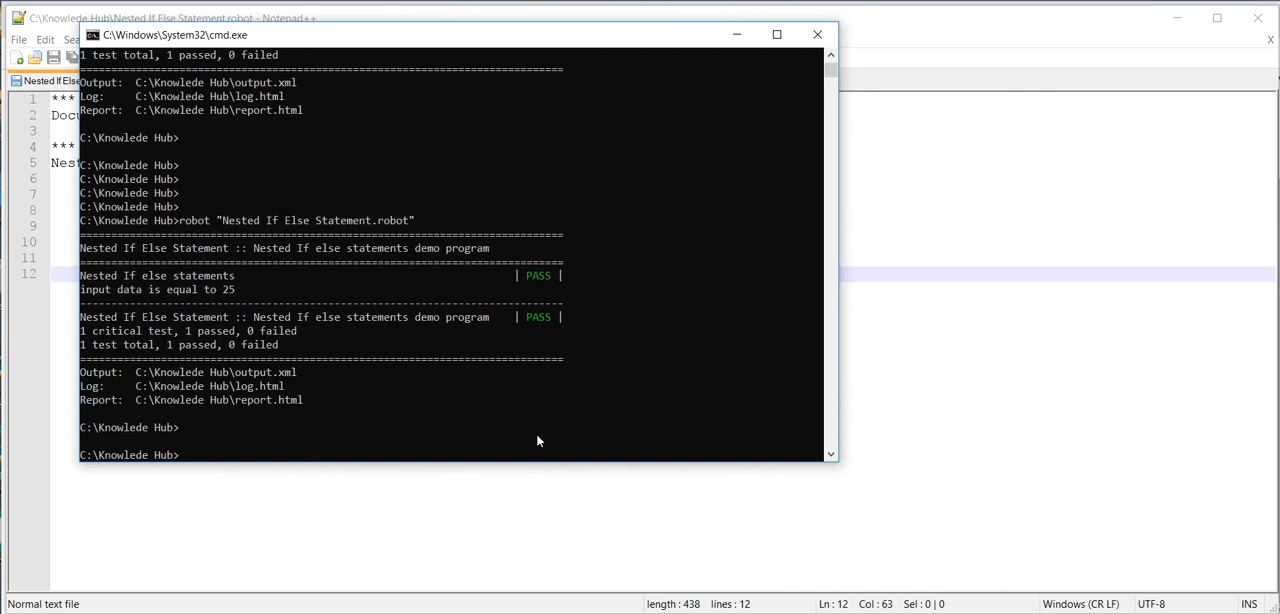 C:\Knowlede Hub\Nested If Else Statement.robot - Notepad++
C:\Windows\System32\cmd.exe
File Edit
X
Nested If Else
1 test total, 1 passed, 0 failed
==============================================================================
Output: C:\Knowlede Hub\output.xml
Log: C:\Knowlede Hub\log.html
Report: C:\Knowlede Hub\report.html
C:\Knowlede Hub>
C:\Knowlede Hub>
C:\Knowlede Hub>
C:\Knowlede Hub>
C:\Knowlede Hub>
C:\Knowlede Hub>robot "Nested If Else Statement.robot"
==============================================================================
Nested If Else Statement :: Nested If else statements demo program
==============================================================================
Nested If else statements | PASS |
input data is equal to 25
------------------------------------------------------------------------------
Nested If Else Statement :: Nested If else statements demo program | PASS |
1 critical test, 1 passed, 0 failed
1 test total, 1 passed, 0 failed
==============================================================================
Output: C:\Knowlede Hub\output.xml
Log: C:\Knowlede Hub\log.html
Report: C:\Knowlede Hub\report.html
C:\Knowlede Hub>
C:\Knowlede Hub>
1 ***
2
3
4 ***
5
6
7
8
9
10
11
12
Normal text file length : 438 lines : 12 Ln : 12 Col : 63 Sel : 0 | 0 Windows (CR LF) UTF-8 INS